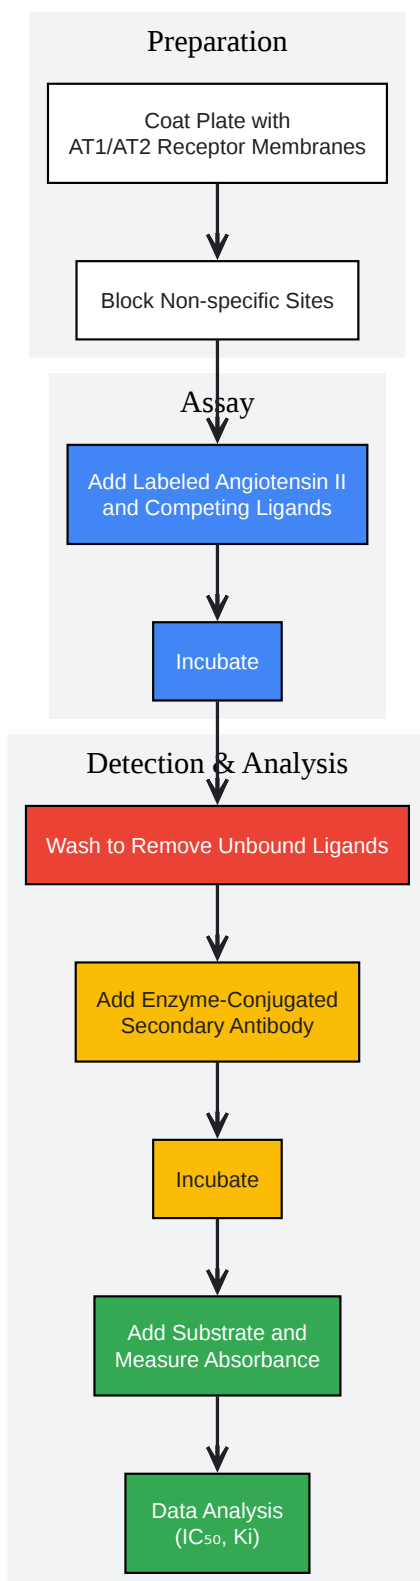 Preparation
Coat Plate with
AT1/AT2 Receptor Membranes
Block Non-specific Sites
Assay
Add Labeled Angiotensin II
and Competing Ligands
Incubate
Detection & Analysis
Wash to Remove Unbound Ligands
Add Enzyme-Conjugated
Secondary Antibody
Incubate
Add Substrate and
Measure Absorbance
Data Analysis
(IC₅₀, Ki)